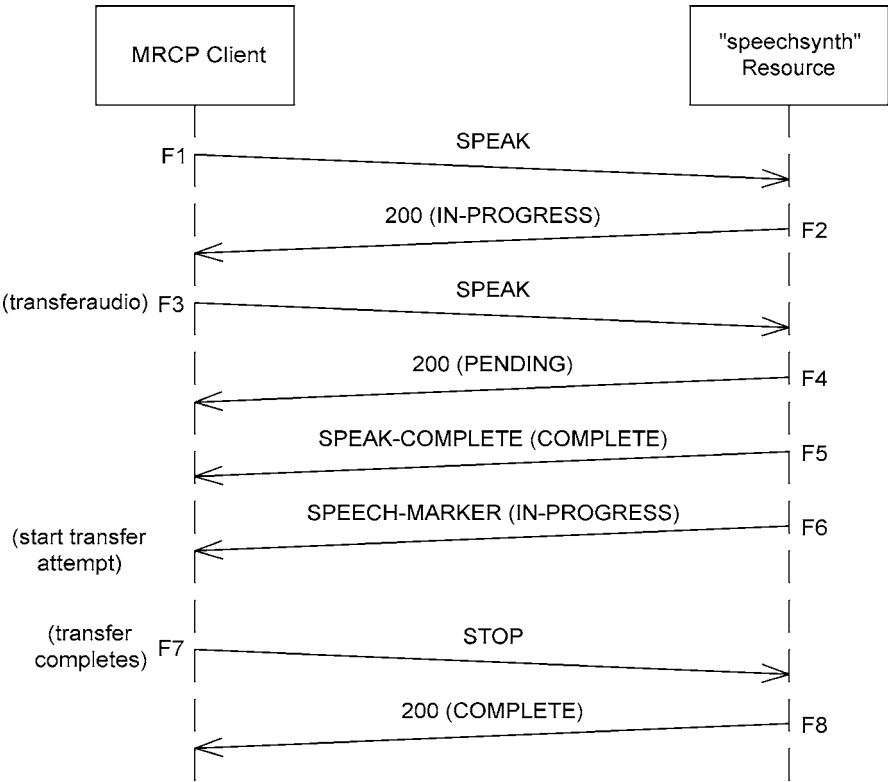 MRCP Client
"speechsynth"
Resource
SPEAK
F1
200 (IN-PROGRESS)
F2
(transferaudio) F3
SPEAK
200 (PENDING)
F4
SPEAK-COMPLETE (COMPLETE)
F5
SPEECH-MARKER (IN-PROGRESS)
F6
(start transfer
attempt)
(transfer
completes)
F7
STOP
200 (COMPLETE)
F8